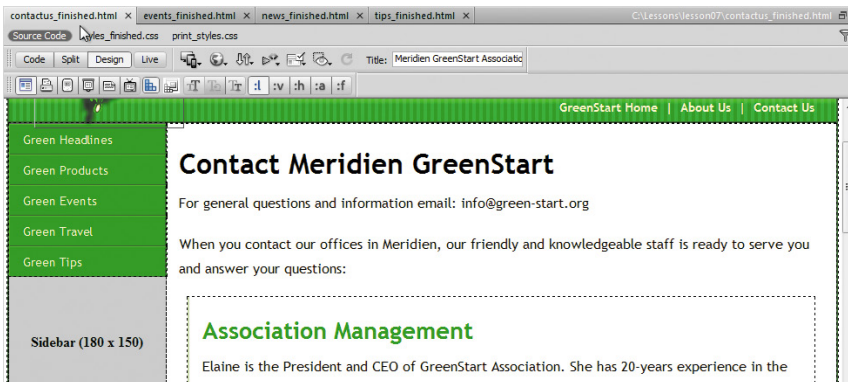 contactus_finished.html × events_finished.html × news_finished.html × tips_finished.html × C:\Lessons\lesson07\contactus_finished.html
Source Code styles_finished.css print_styles.css
Code Split Design Live Title: Meridien GreenStart Associatio
:l :v :h :a :f
GreenStart Home | About Us | Contact Us
Green Headlines
Green Products
Green Events
Green Travel
Green Tips
Sidebar (180 x 150)
Contact Meridien GreenStart
For general questions and information email: info@green-start.org
When you contact our offices in Meridien, our friendly and knowledgeable staff is ready to serve you
and answer your questions:
Association Management
Elaine is the President and CEO of GreenStart Association. She has 20-years experience in the